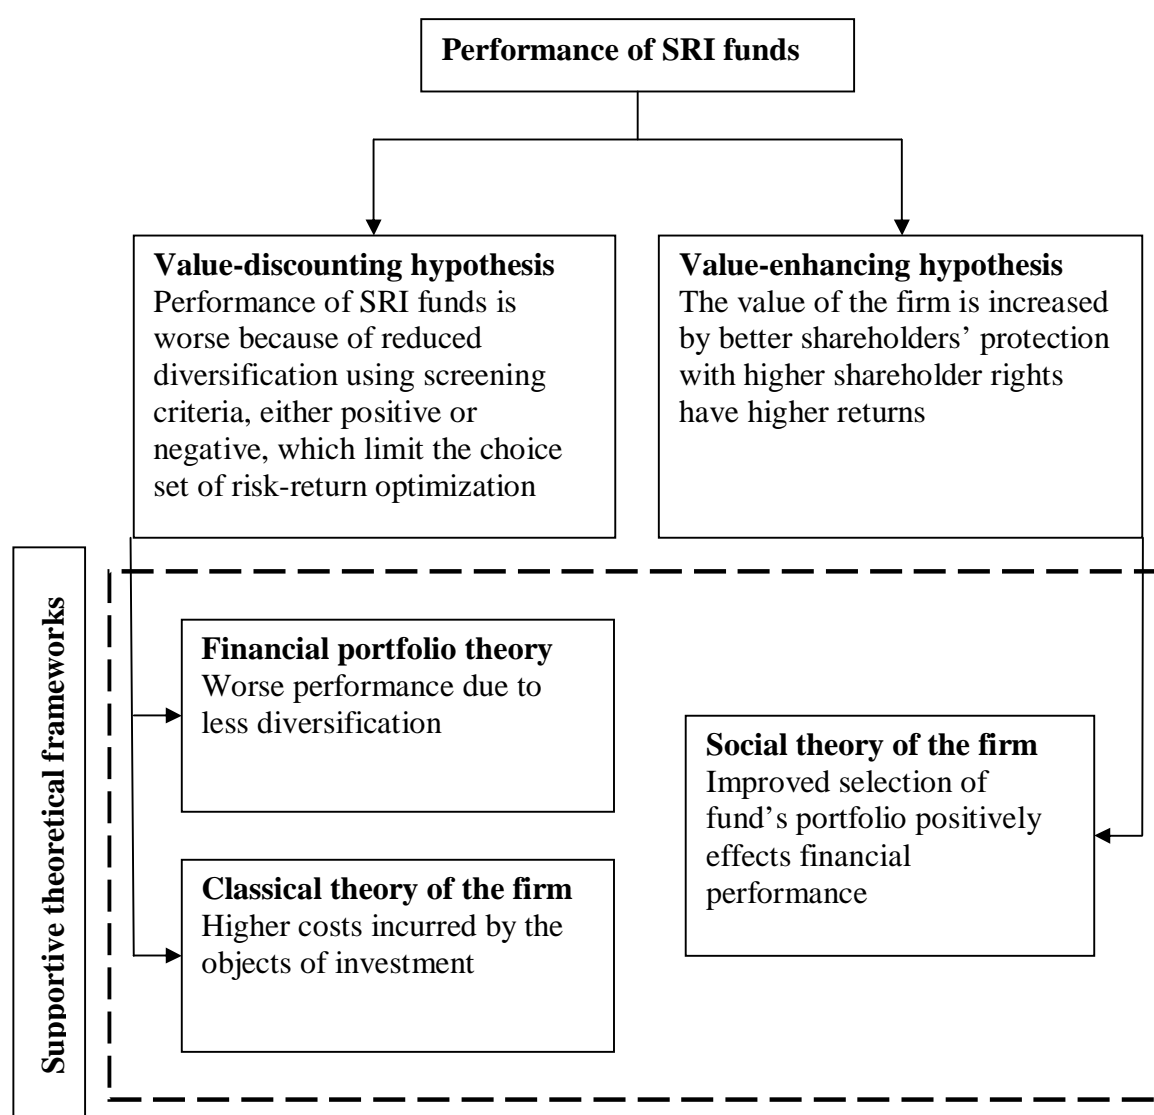 Performance of SRI funds
Value-discounting hypothesis
Performance of SRI funds is
worse because of reduced
diversification using screening
criteria, either positive or
negative, which limit the choice
set of risk-return optimization
Value-enhancing hypothesis
The value of the firm is increased
by better shareholders’ protection
with higher shareholder rights
have higher returns
Supportive theoretical frameworks
Financial portfolio theory
Worse performance due to
less diversification
Classical theory of the firm
Higher costs incurred by the
objects of investment
Social theory of the firm
Improved selection of
fund’s portfolio positively
effects financial
performance